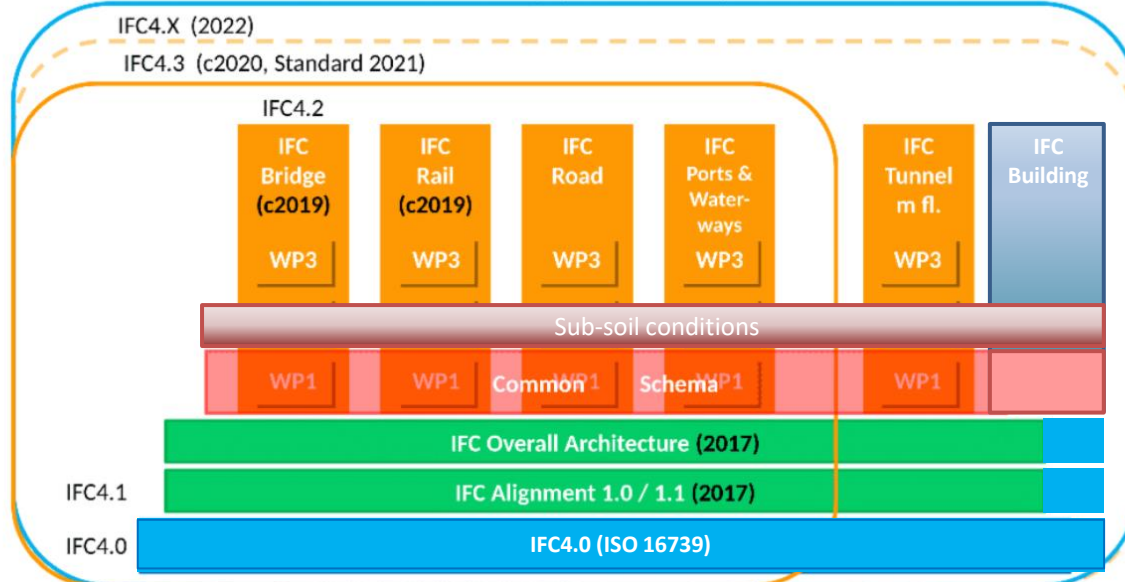 IFC4.X (2022)
IFC4.3 (c2020, Standard 2021)
IFC4.2
IFC
Bridge
(c2019)
WP3
IFC
Rail
(c2019)
WP3
IFC
Road
WP3
IFC
Ports &
Water-
ways
WP3
IFC
Tunnel
m fl.
WP3
IFC
Building
Sub-soil conditions
WP1
WP1
WP1
WP1
WP1
Common Schema
IFC Overall Architecture (2017)
IFC4.1
IFC Alignment 1.0 / 1.1 (2017)
IFC4.0
IFC4.0 (ISO 16739)